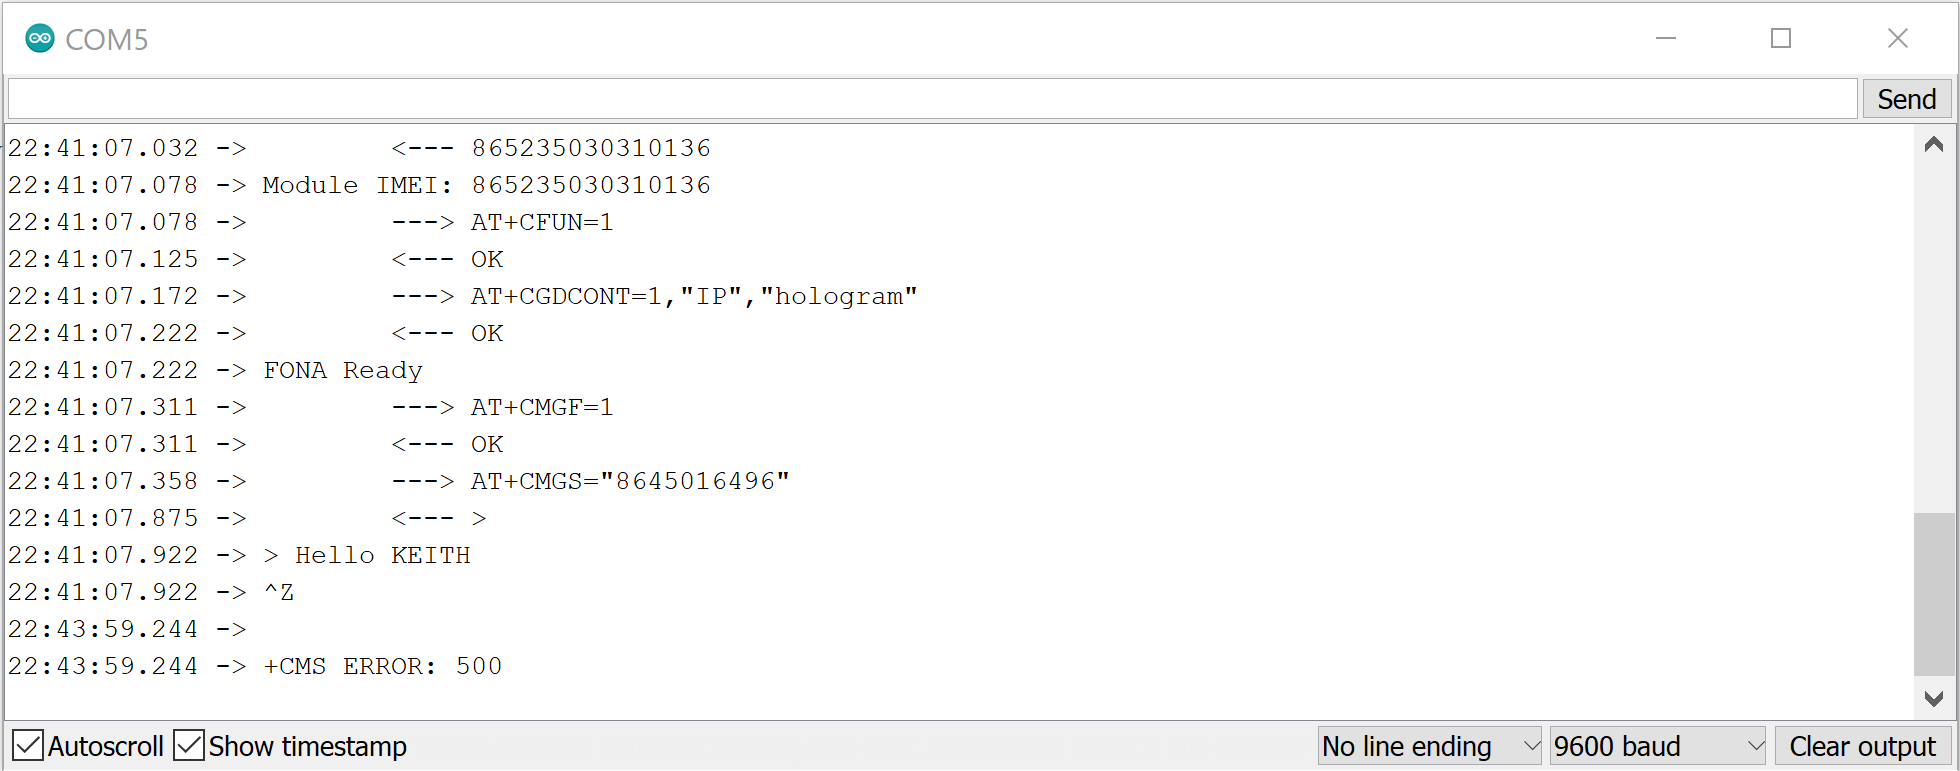 COM5
Send
22:41:07.032 ->         <--- 865235030310136
22:41:07.078 -> Module IMEI: 865235030310136
22:41:07.078 ->         ---> AT+CFUN=1
22:41:07.125 ->         <--- OK
22:41:07.172 ->         ---> AT+CGDCONT=1,"IP","hologram"
22:41:07.222 ->         <--- OK
22:41:07.222 -> FONA Ready
22:41:07.311 ->         ---> AT+CMGF=1
22:41:07.311 ->         <--- OK
22:41:07.358 ->         ---> AT+CMGS="8645016496"
22:41:07.875 ->         <--- >
22:41:07.922 -> > Hello KEITH
22:41:07.922 -> ^Z
22:43:59.244 ->
22:43:59.244 -> +CMS ERROR: 500
Autoscroll Show timestamp No line ending 9600 baud Clear output